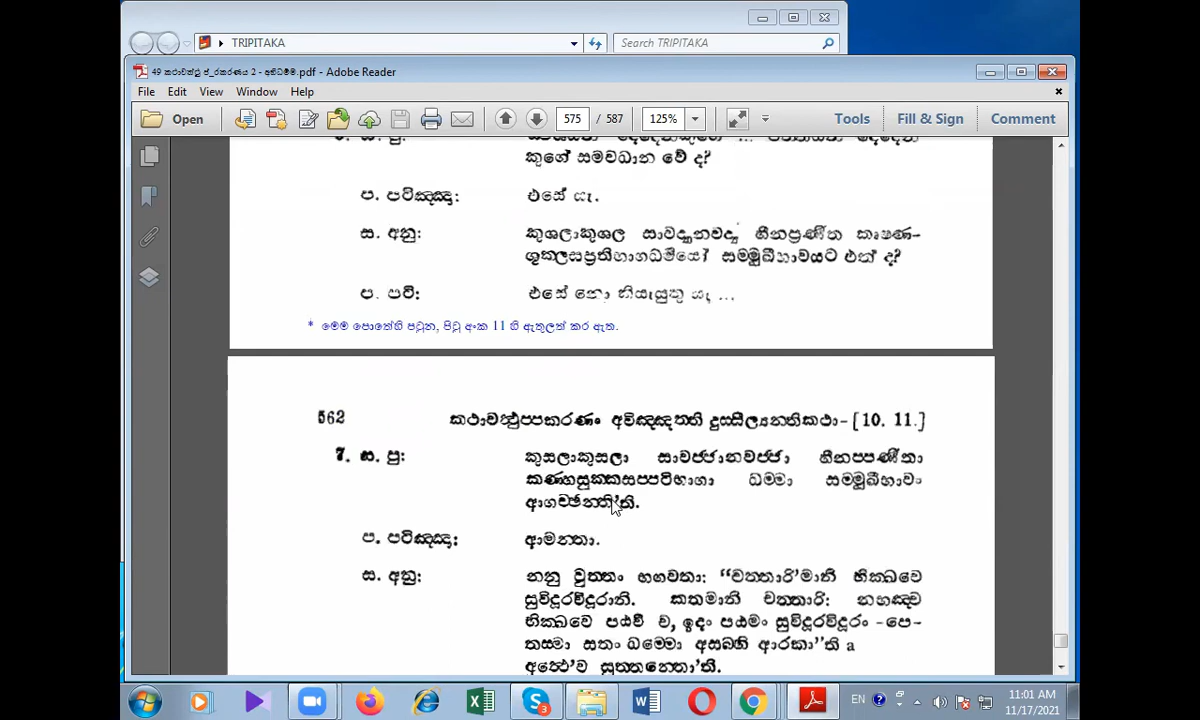 TRIPITAKA
Search TRIPITAKA
49 කථාවත්ථු ප්‍රකරණය 2 - අභිධර්ම.pdf - Adobe Reader
File Edit View Window Help
Open 575 / 587 125% Tools Fill & Sign Comment
කුගේ සමවධාන වේ ද?
ප. පටිඤ්ඤා: එසේ යැ.
ස. අනු: කුශලාකුශල සාවද්‍යානවද්‍ය හීනප්‍රණීත කෘෂ්ණ-
ශුක්ලසප්‍රතිභාගධර්මයෝ සම්මුඛීභාවයට එත් ද?
ප. පටි: එසේ නො කියැයුතු යැ ...
* මෙම පොතෙහි පටුන, පිටු අංක 11 හි ඇතුලත් කර ඇත.
562 කථාවත්ථුප්පකරණං අවිඤ්ඤත්ති දුස්සීල්‍යන්තිකථා - [10. 11.]
7. ස. පු: කුසලාකුසලා සාවජ්ජානවජ්ජා හීනප්පණීතා
කණ්හසුක්කසප්පටිභාගා ධම්මා සම්මුඛීභාවං
ආගච්ඡන්තී’ති.
ප. පටිඤ්ඤා: ආමන්තා.
ස. අනු: නනු වුත්තං භගවතා: “චත්තාරි’මානි භික්ඛවෙ
සුවිදූරවිදූරානි. කතමානි චත්තාරි: නභඤ්ච
භික්ඛවෙ පඨවී ච, ඉදං පඨමං සුවිදූරවිදූරං -පෙ-
තස්මා සතං ධම්මො අසබ්භි ආරකා”ති a
අත්ථේ’ව සුත්තන්තො’තී.
EN
11:01 AM
11/17/2021